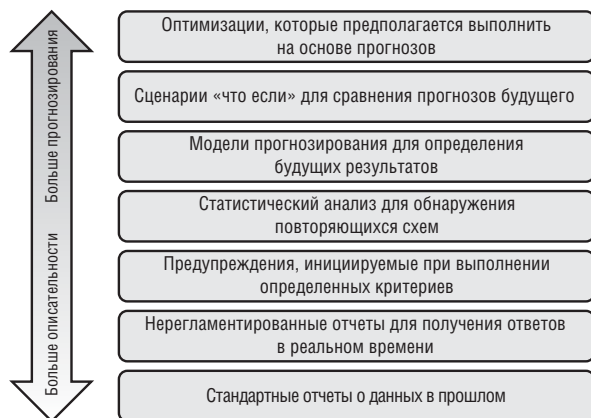 Больше прогнозирования
Больше описательности
Оптимизации, которые предполагается выполнить
на основе прогнозов
Сценарии «что если» для сравнения прогнозов будущего
Модели прогнозирования для определения
будущих результатов
Статистический анализ для обнаружения
повторяющихся схем
Предупреждения, инициируемые при выполнении
определенных критериев
Нерегламентированные отчеты для получения ответов
в реальном времени
Стандартные отчеты о данных в прошлом